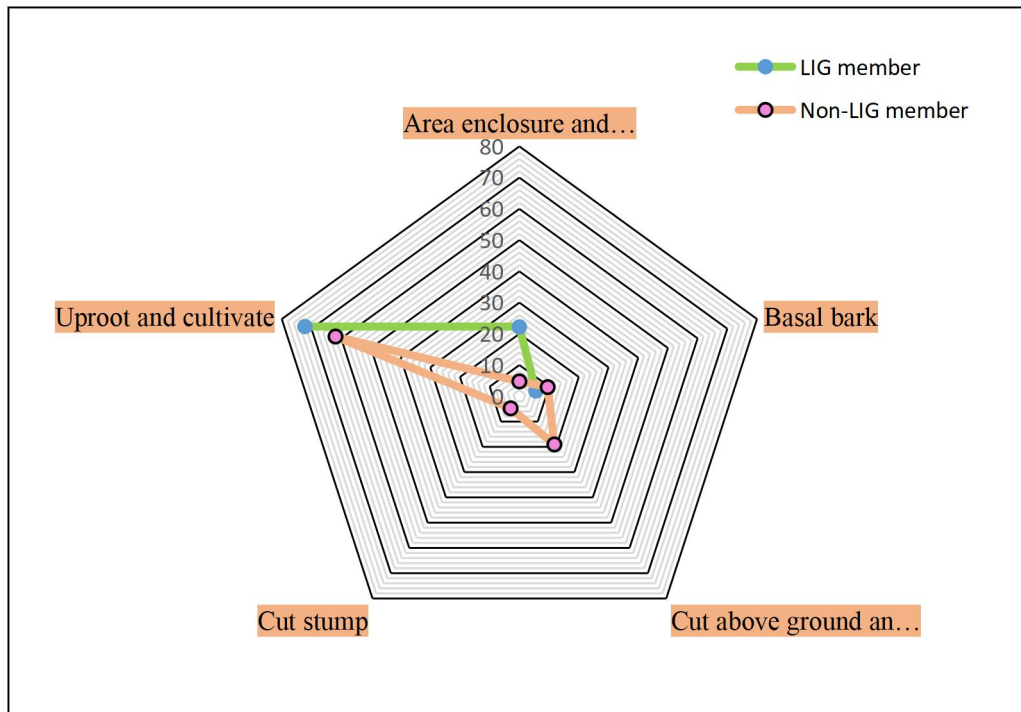 LIG member
Non-LIG member
Area enclosure and…
80
70
60
50
40
30
20
10
0
Uproot and cultivate
Basal bark
Cut stump
Cut above ground an…